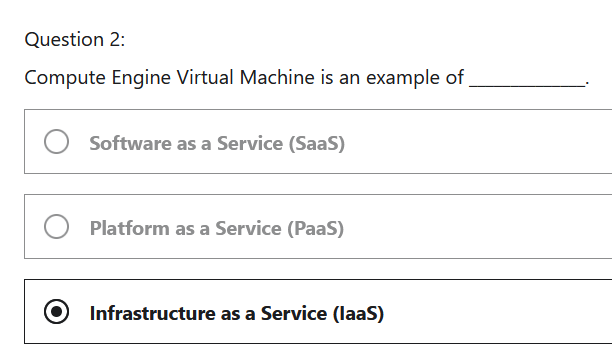 Question 2:
Compute Engine Virtual Machine is an example of _____________.
Software as a Service (SaaS)
Platform as a Service (PaaS)
Infrastructure as a Service (IaaS)